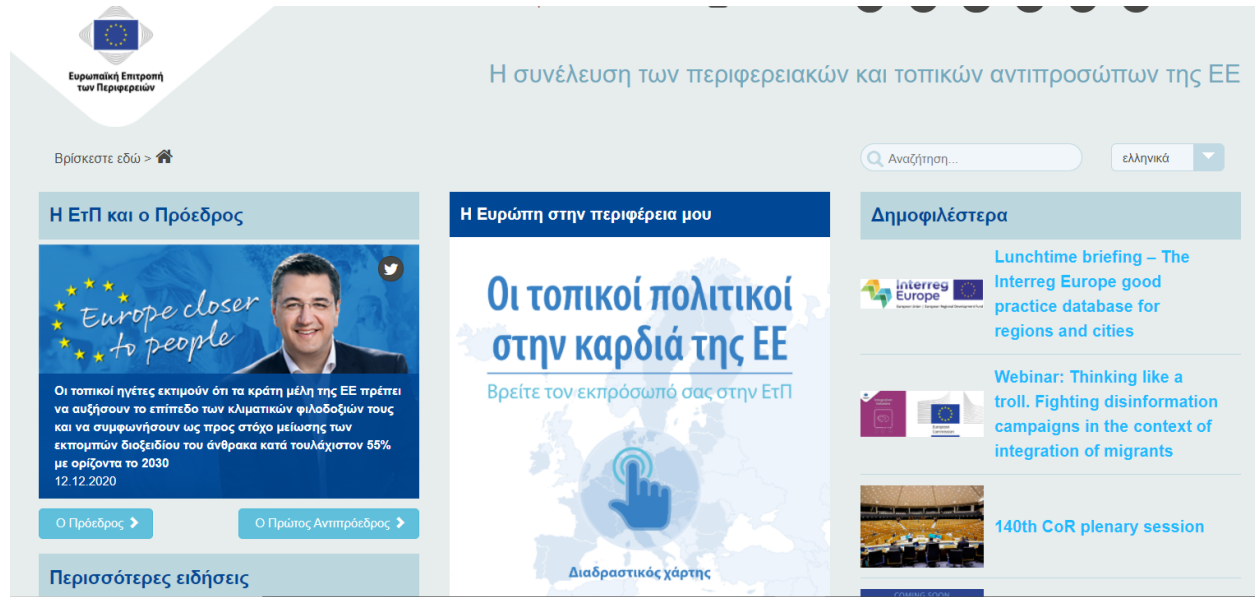 Ευρωπαϊκή Επιτροπή
των Περιφερειών
Η συνέλευση των περιφερειακών και τοπικών αντιπροσώπων της ΕΕ
Βρίσκεστε εδώ >
Αναζήτηση...
ελληνικά
Η ΕτΠ και ο Πρόεδρος
Europe closer
to people
Οι τοπικοί ηγέτες εκτιμούν ότι τα κράτη μέλη της ΕΕ πρέπει
να αυξήσουν το επίπεδο των κλιματικών φιλοδοξιών τους
και να συμφωνήσουν ως προς στόχο μείωσης των
εκπομπών διοξειδίου του άνθρακα κατά τουλάχιστον 55%
με ορίζοντα το 2030
12.12.2020
Ο Πρόεδρος
Ο Πρώτος Αντιπρόεδρος
Περισσότερες ειδήσεις
Η Ευρώπη στην περιφέρεια μου
Οι τοπικοί πολιτικοί
στην καρδιά της ΕΕ
Βρείτε τον εκπρόσωπό σας στην ΕτΠ
Διαδραστικός χάρτης
Δημοφιλέστερα
Interreg
Europe
Lunchtime briefing – The
Interreg Europe good
practice database for
regions and cities
Webinar: Thinking like a
troll. Fighting disinformation
campaigns in the context of
integration of migrants
140th CoR plenary session
COMING SOON